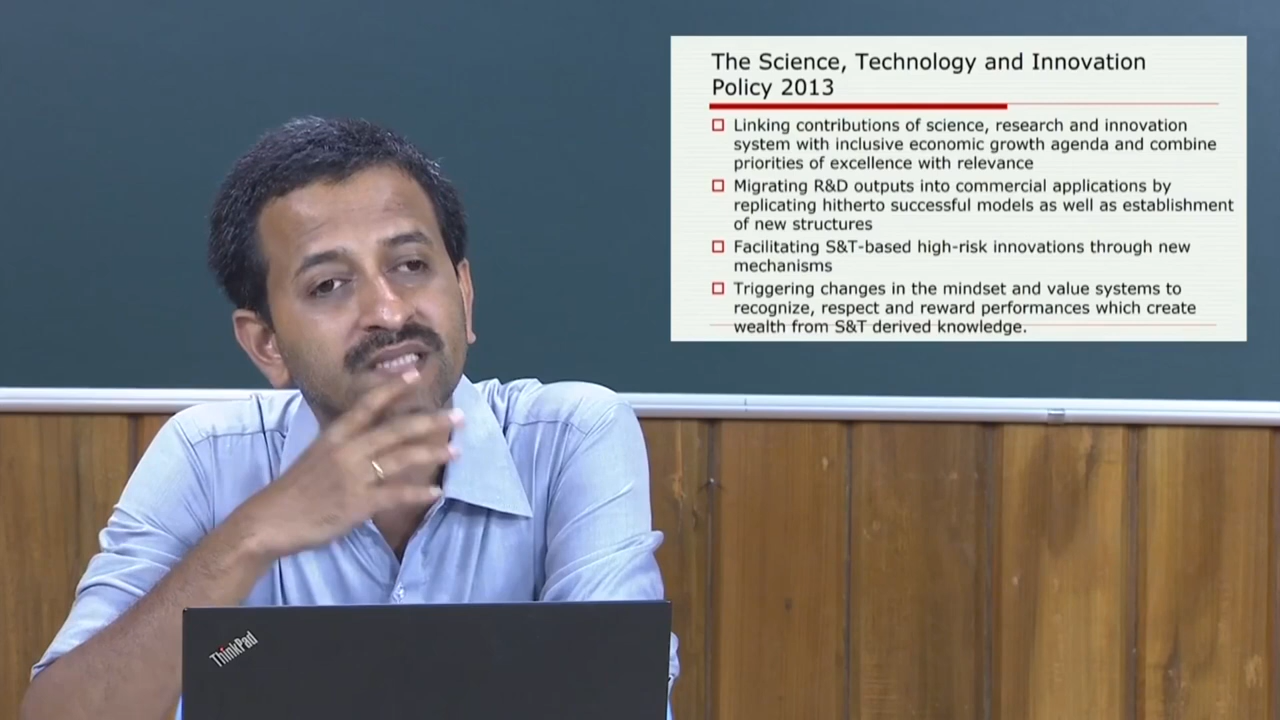 The Science, Technology and Innovation
Policy 2013
Linking contributions of science, research and innovation
system with inclusive economic growth agenda and combine
priorities of excellence with relevance
Migrating R&D outputs into commercial applications by
replicating hitherto successful models as well as establishment
of new structures
Facilitating S&T-based high-risk innovations through new
mechanisms
Triggering changes in the mindset and value systems to
recognize, respect and reward performances which create
wealth from S&T derived knowledge.
ThinkPad